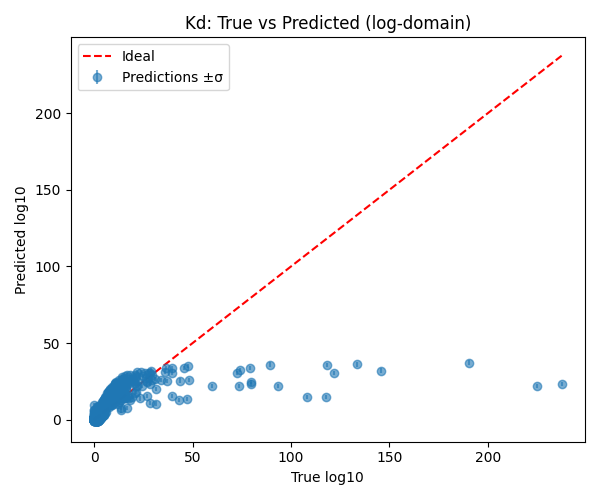 Kd: True vs Predicted (log-domain)
Ideal
Predictions ±σ
Predicted log10
200
150
100
50
0
0 50 100 150 200
True log10